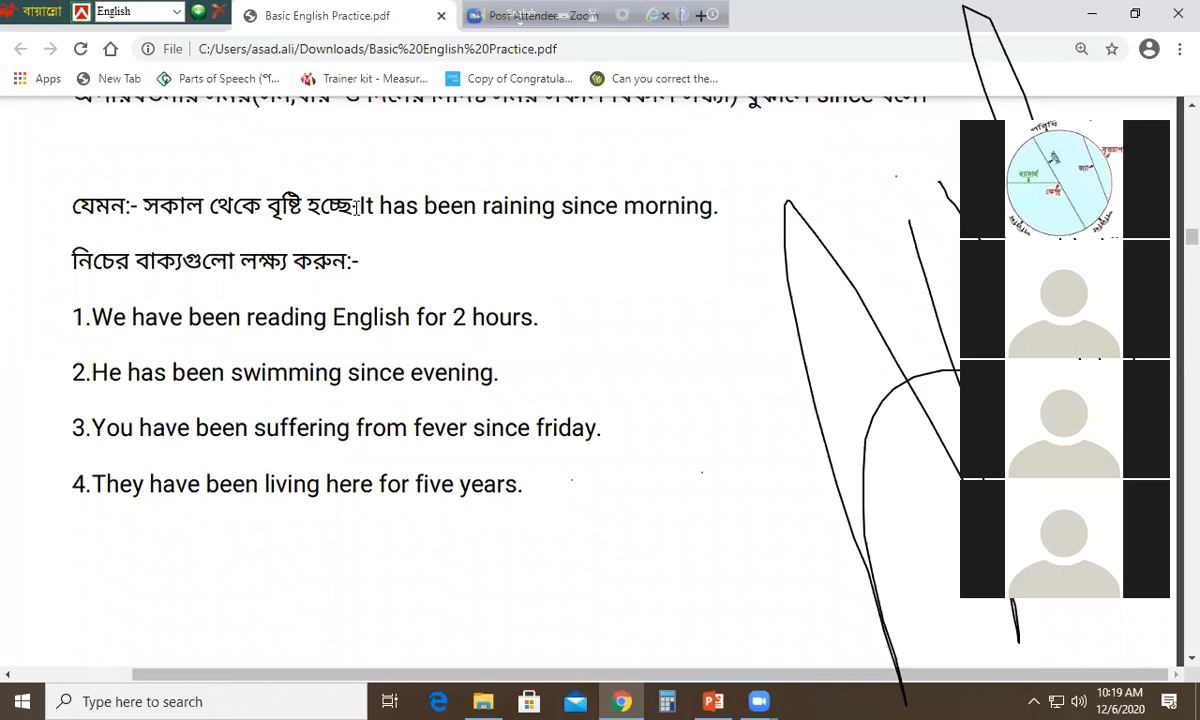 বায়ান্নো English Basic English Practice.pdf Post Attendee - Zoom
File C:/Users/asad.ali/Downloads/Basic%20English%20Practice.pdf
Apps New Tab Parts of Speech (প... Trainer kit - Measur... Copy of Congratula... Can you correct the...
since
যেমন:- সকাল থেকে বৃষ্টি হচ্ছে:It has been raining since morning.
নিচের বাক্যগুলো লক্ষ্য করুন:-
1.We have been reading English for 2 hours.
2.He has been swimming since evening.
3.You have been suffering from fever since friday.
4.They have been living here for five years.
পরিধি
ব্যাস
জ্যা
ব্যাসার্ধ
কেন্দ্র
Type here to search
10:19 AM
12/6/2020